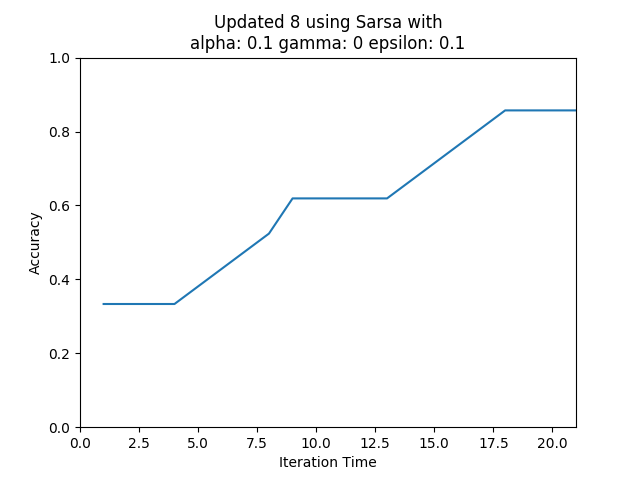 Updated 8 using Sarsa with
alpha: 0.1 gamma: 0 epsilon: 0.1
1.0
0.8
0.6
0.4
0.2
0.0
Accuracy
0.0 2.5 5.0 7.5 10.0 12.5 15.0 17.5 20.0
Iteration Time